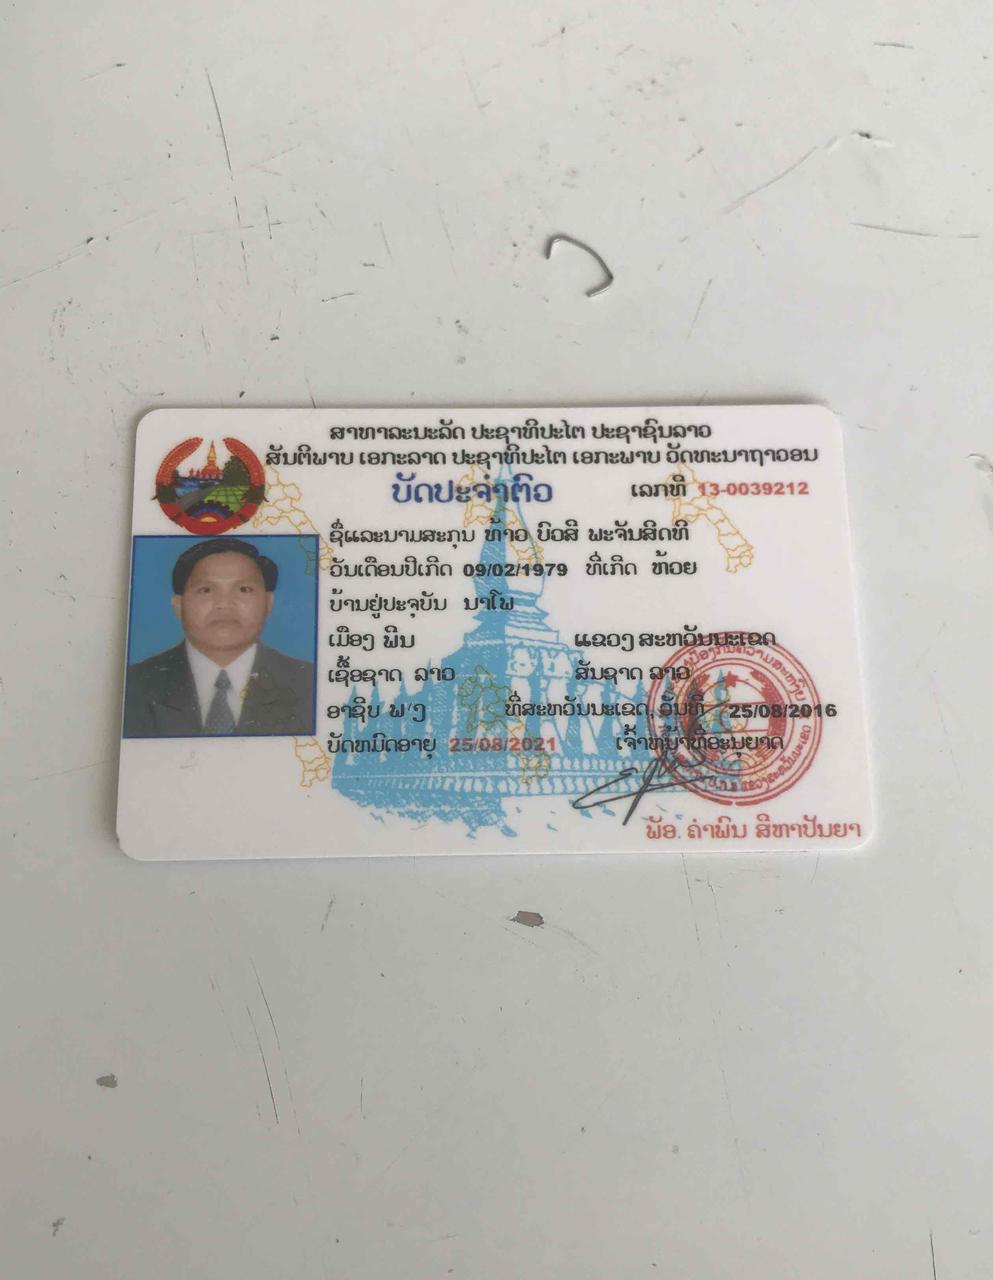 ສາທາລະນະລັດ ປະຊາທິປະໄຕ ປະຊາຊົນລາວ
ສັນຕິພາບ ເອກະລາດ ປະຊາທິປະໄຕ ເອກະພາບ ວັດທະນາຖາວອນ
ບັດປະຈຳຕົວ ເລກທີ 13-0039212
ຊື່ແລະນາມສະກຸນ ທ້າວ ບົວສີ ພະຈັນສິດທິ
ວັນເດືອນປີເກີດ 09/02/1979 ທີ່ເກີດ ຫ້ວຍ
ບ້ານຢູ່ປະຈຸບັນ ນາໂພ
ເມືອງ ພີນ ແຂວງ ສະຫວັນນະເຂດ
ເຊື້ອຊາດ ລາວ ສັນຊາດ ລາວ
ອາຊີບ ພ/ງ ທີ່ສະຫວັນນະເຂດ, ວັນທີ 25/08/2016
ບັດຫມົດອາຍຸ 25/08/2021 ເຈົ້າຫນ້າທີ່ອະນຸຍາດ
ພັອ. ຄຳພົນ ສີຫາປັນຍາ